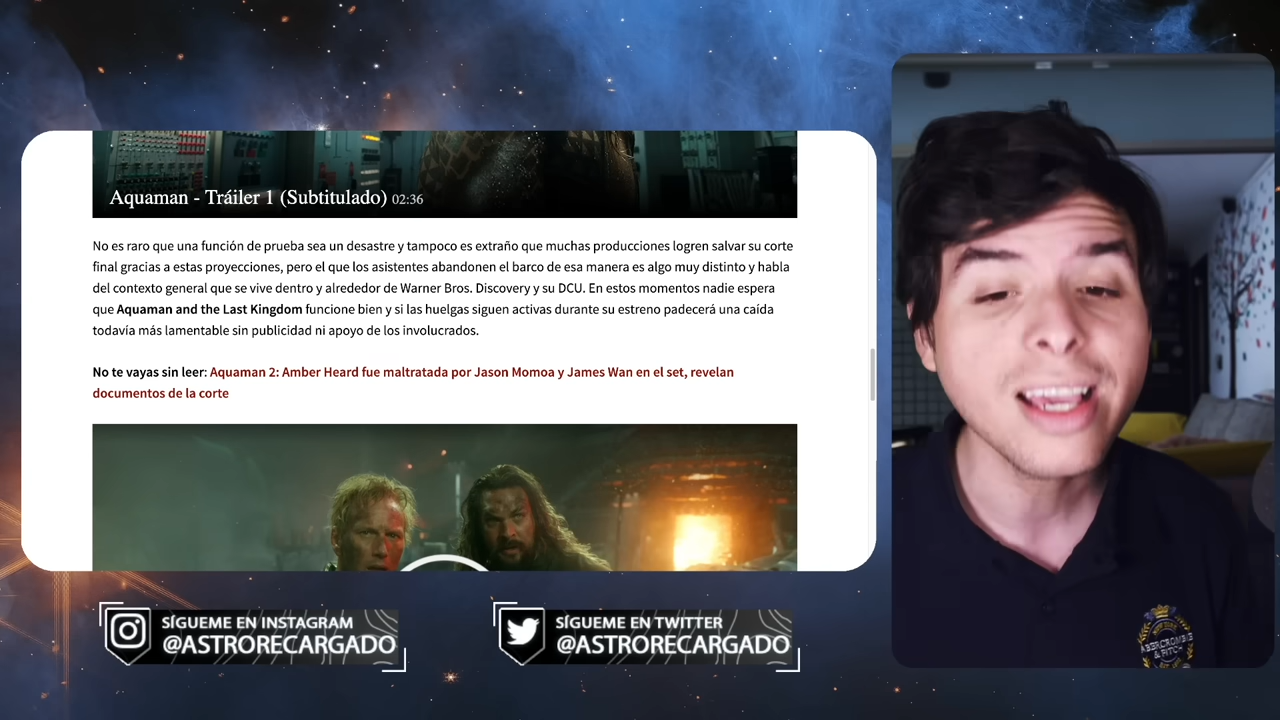 Aquaman - Tráiler 1 (Subtitulado) 02:36
No es raro que una función de prueba sea un desastre y tampoco es extraño que muchas producciones logren salvar su corte
final gracias a estas proyecciones, pero el que los asistentes abandonen el barco de esa manera es algo muy distinto y habla
del contexto general que se vive dentro y alrededor de Warner Bros. Discovery y su DCU. En estos momentos nadie espera
que Aquaman and the Last Kingdom funcione bien y si las huelgas siguen activas durante su estreno padecerá una caída
todavía más lamentable sin publicidad ni apoyo de los involucrados.
No te vayas sin leer: Aquaman 2: Amber Heard fue maltratada por Jason Momoa y James Wan en el set, revelan
documentos de la corte
SÍGUEME EN INSTAGRAM
@ASTRORECARGADO
SÍGUEME EN TWITTER
@ASTRORECARGADO
ABERCROMBIE
& FITCH